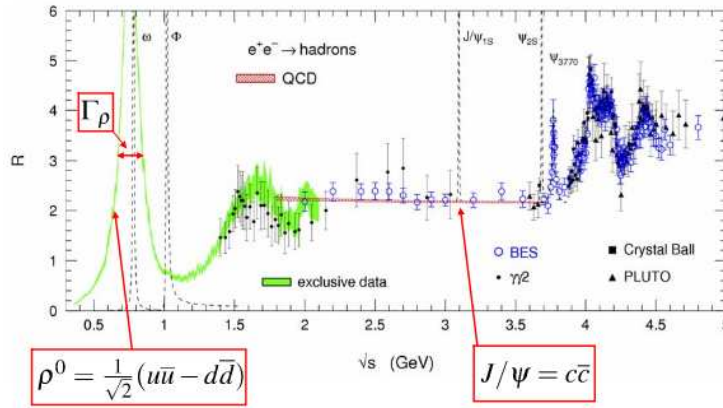 ω
Φ
J/ψ1S
ψ2S
ψ3770
e⁺e⁻ → hadrons
QCD
Γρ
R
6
5
4
3
2
1
0
BES
γγ2
Crystal Ball
PLUTO
exclusive data
0.5 1 1.5 2 2.5 3 3.5 4 4.5 5
√s (GeV)
ρ⁰ = 1/√2 (uū − dd̄)
J/ψ = cc̄